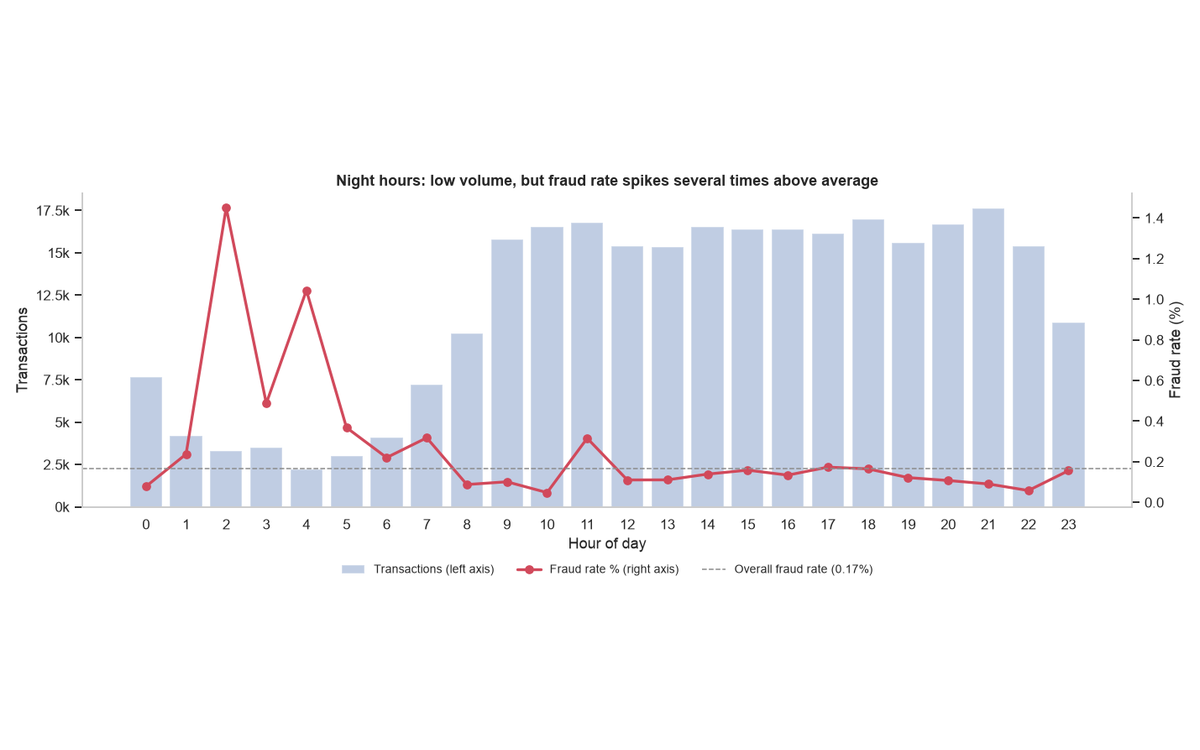 Night hours: low volume, but fraud rate spikes several times above average
Transactions
17.5k
15k
12.5k
10k
7.5k
5k
2.5k
0k
Fraud rate (%)
1.4
1.2
1.0
0.8
0.6
0.4
0.2
0.0
0 1 2 3 4 5 6 7 8 9 10 11 12 13 14 15 16 17 18 19 20 21 22 23
Hour of day
Transactions (left axis) Fraud rate % (right axis) Overall fraud rate (0.17%)